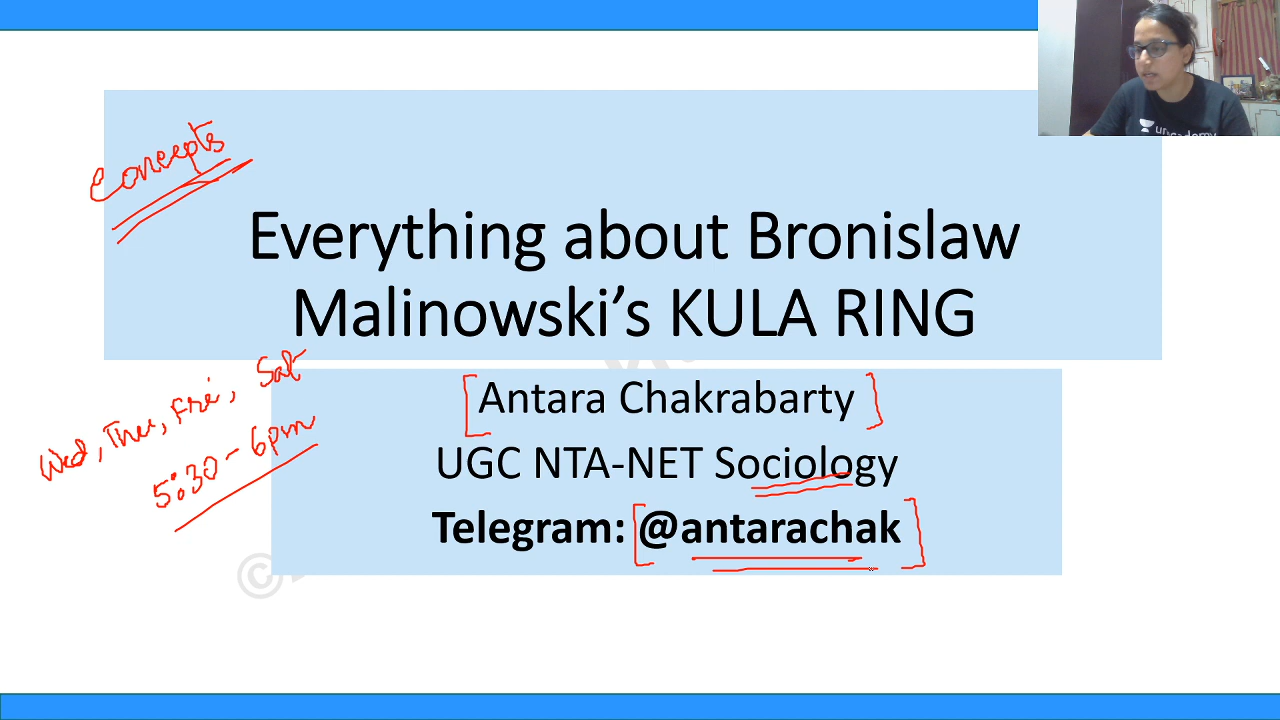 Concepts
Everything about Bronislaw
Malinowski's KULA RING
Wed, Thu, Fri, Sat
5:30 - 6pm
Antara Chakrabarty
UGC NTA-NET Sociology
Telegram: @antarachak
unacademy
©